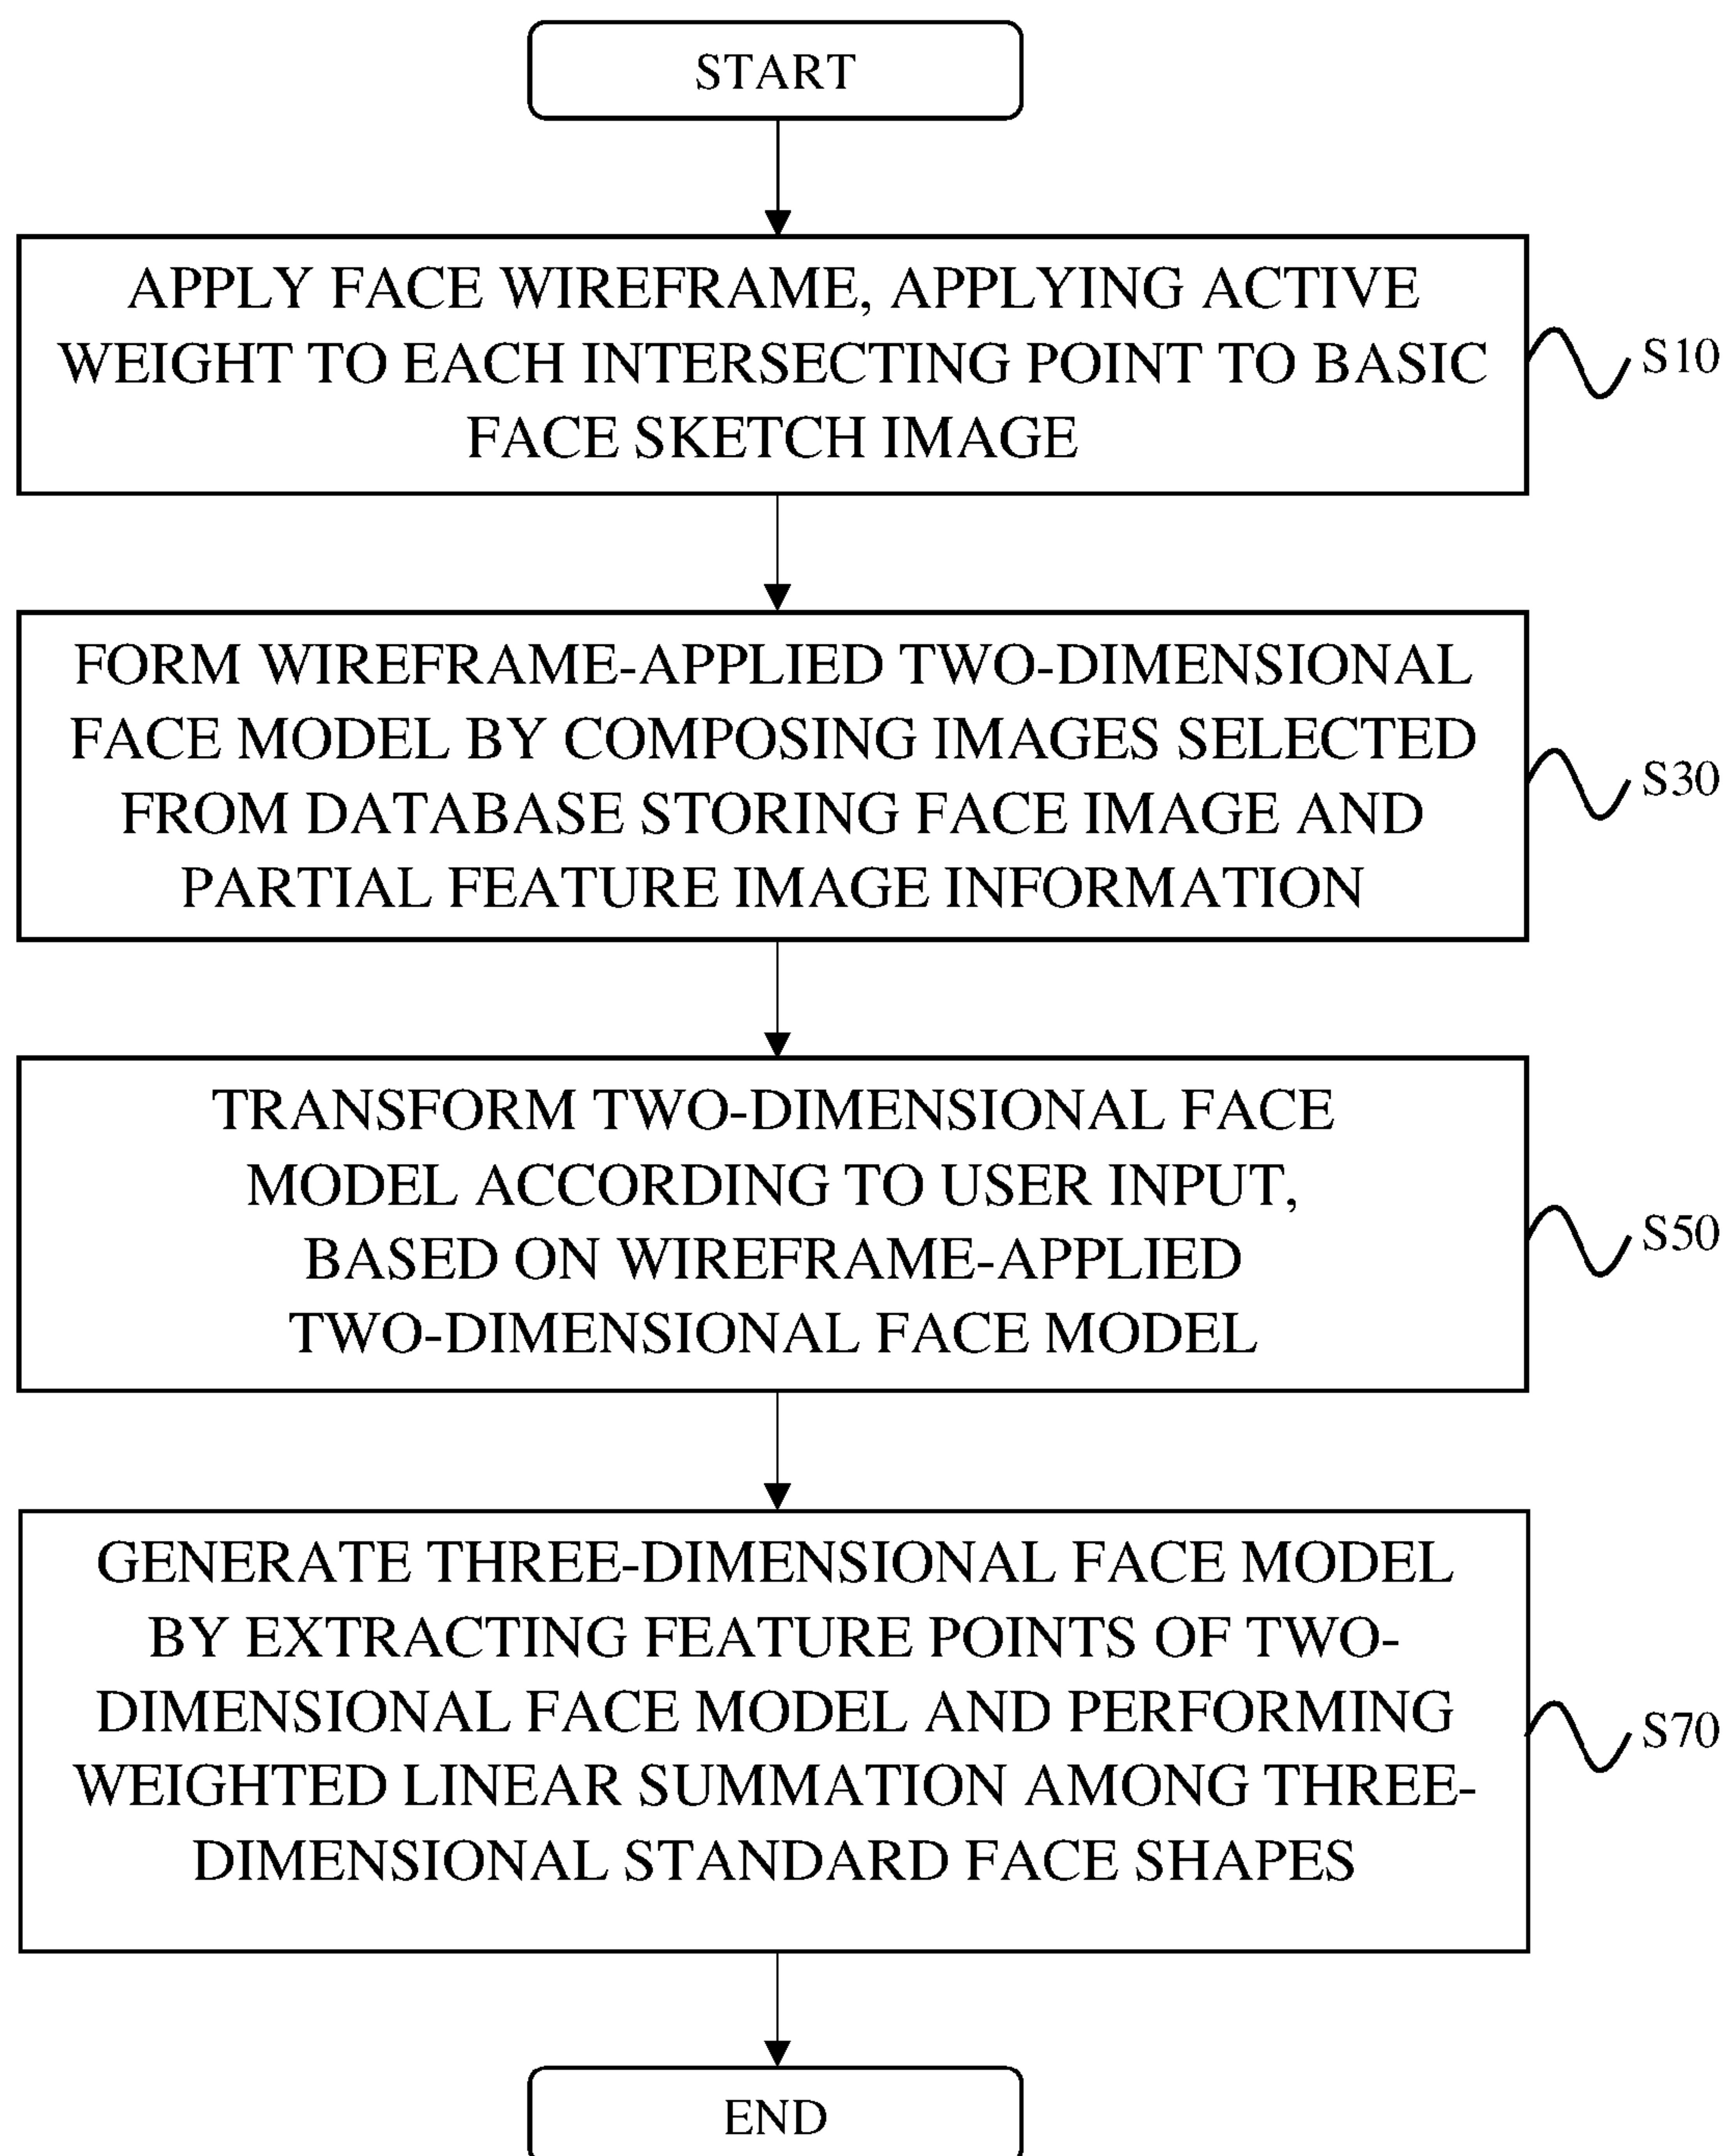 START
APPLY FACE WIREFRAME, APPLYING ACTIVE
WEIGHT TO EACH INTERSECTING POINT TO BASIC
FACE SKETCH IMAGE
S10
FORM WIREFRAME-APPLIED TWO-DIMENSIONAL
FACE MODEL BY COMPOSING IMAGES SELECTED
FROM DATABASE STORING FACE IMAGE AND
PARTIAL FEATURE IMAGE INFORMATION
S30
TRANSFORM TWO-DIMENSIONAL FACE
MODEL ACCORDING TO USER INPUT,
BASED ON WIREFRAME-APPLIED
TWO-DIMENSIONAL FACE MODEL
S50
GENERATE THREE-DIMENSIONAL FACE MODEL
BY EXTRACTING FEATURE POINTS OF TWO-
DIMENSIONAL FACE MODEL AND PERFORMING
WEIGHTED LINEAR SUMMATION AMONG THREE-
DIMENSIONAL STANDARD FACE SHAPES
S70
END